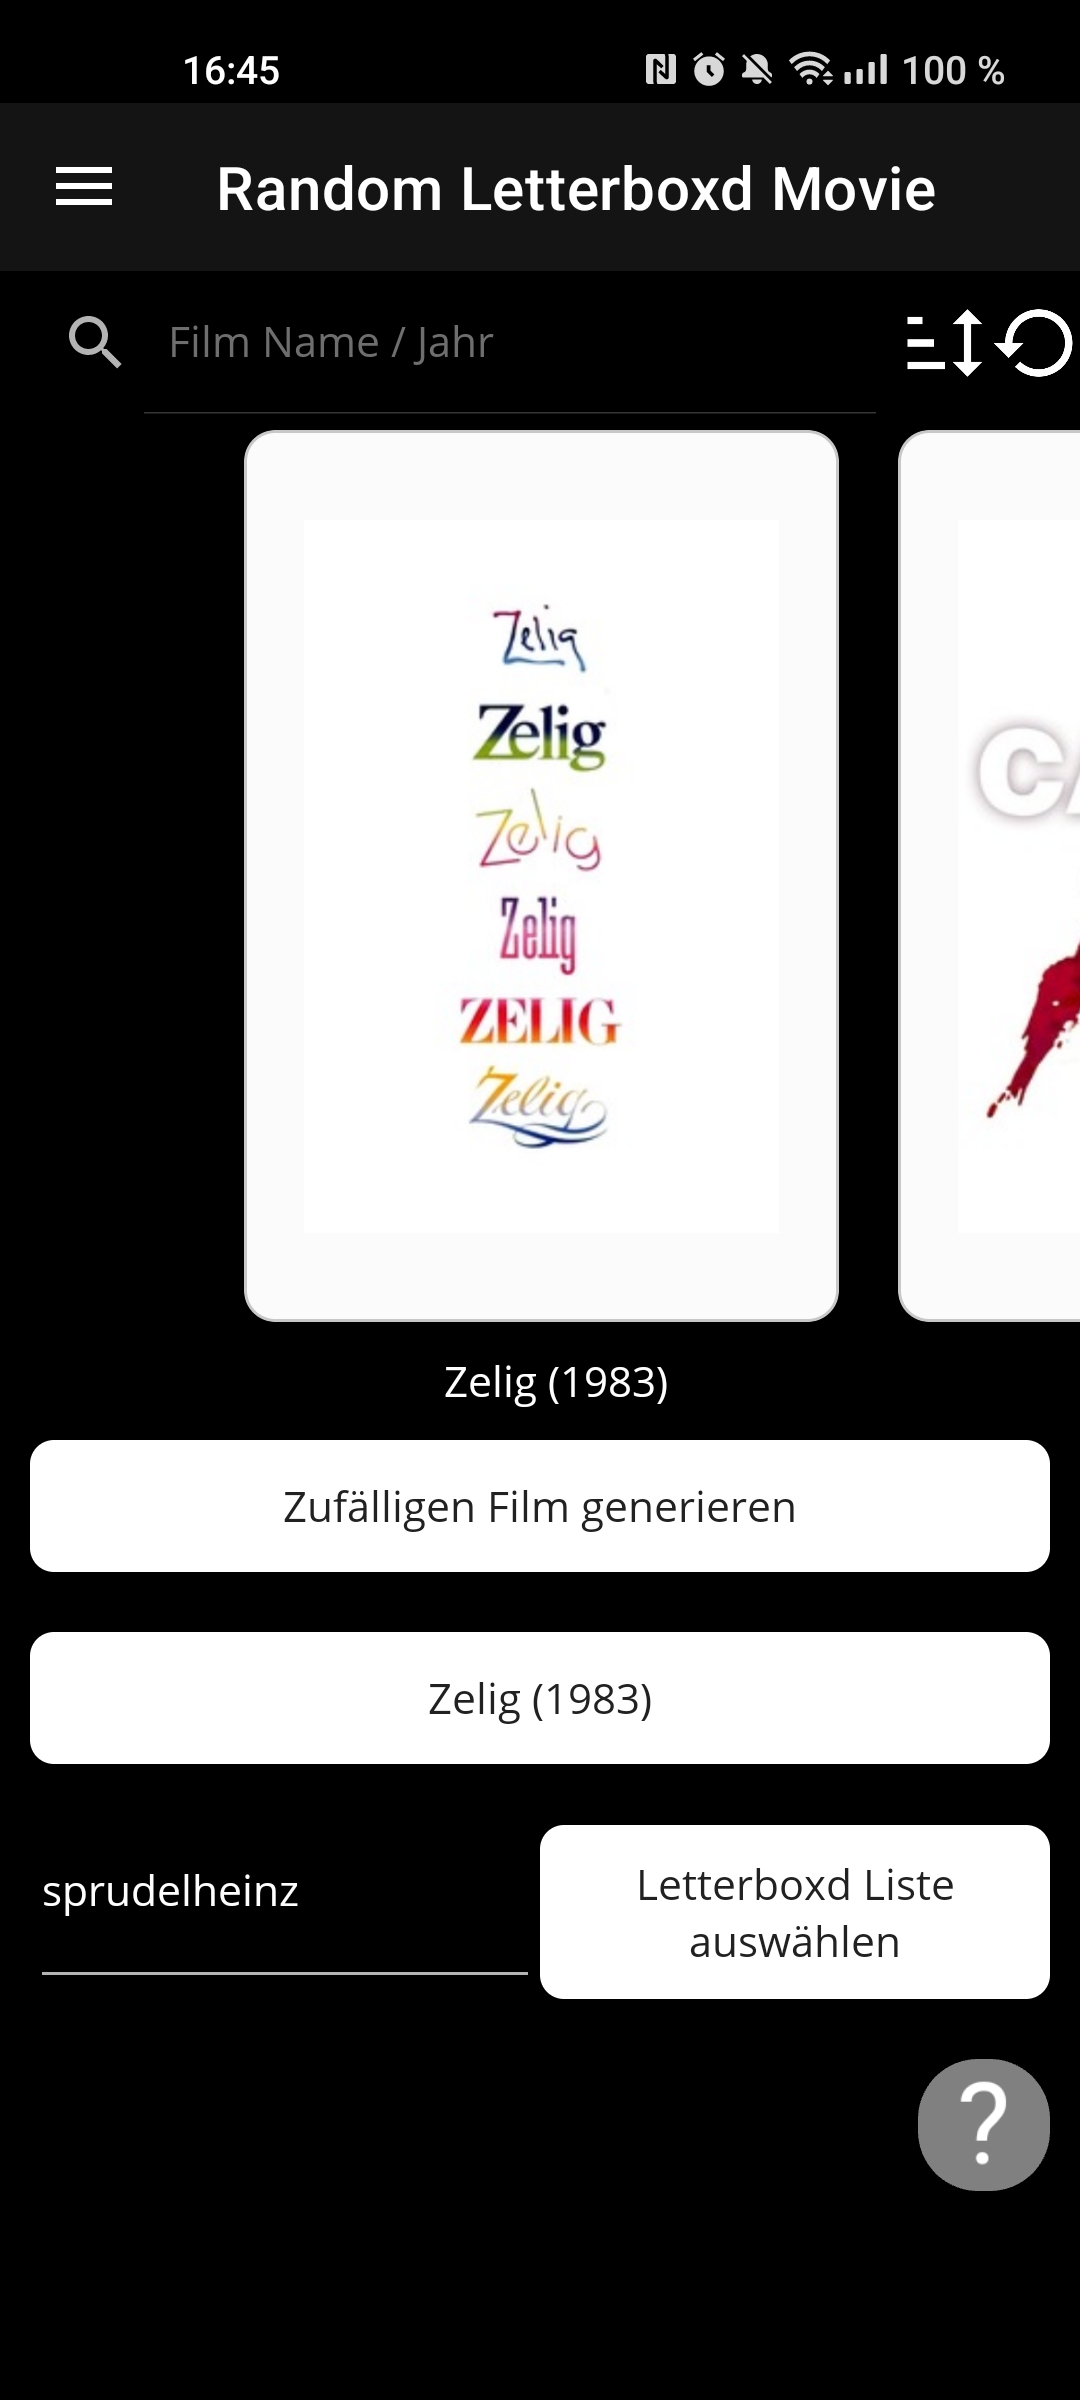 16:45 100 %
Random Letterboxd Movie
Film Name / Jahr
Zelig
Zelig
Zelig
Zelig
ZELIG
Zelig
Zelig (1983)
Zufälligen Film generieren
Zelig (1983)
sprudelheinz
Letterboxd Liste
auswählen
?